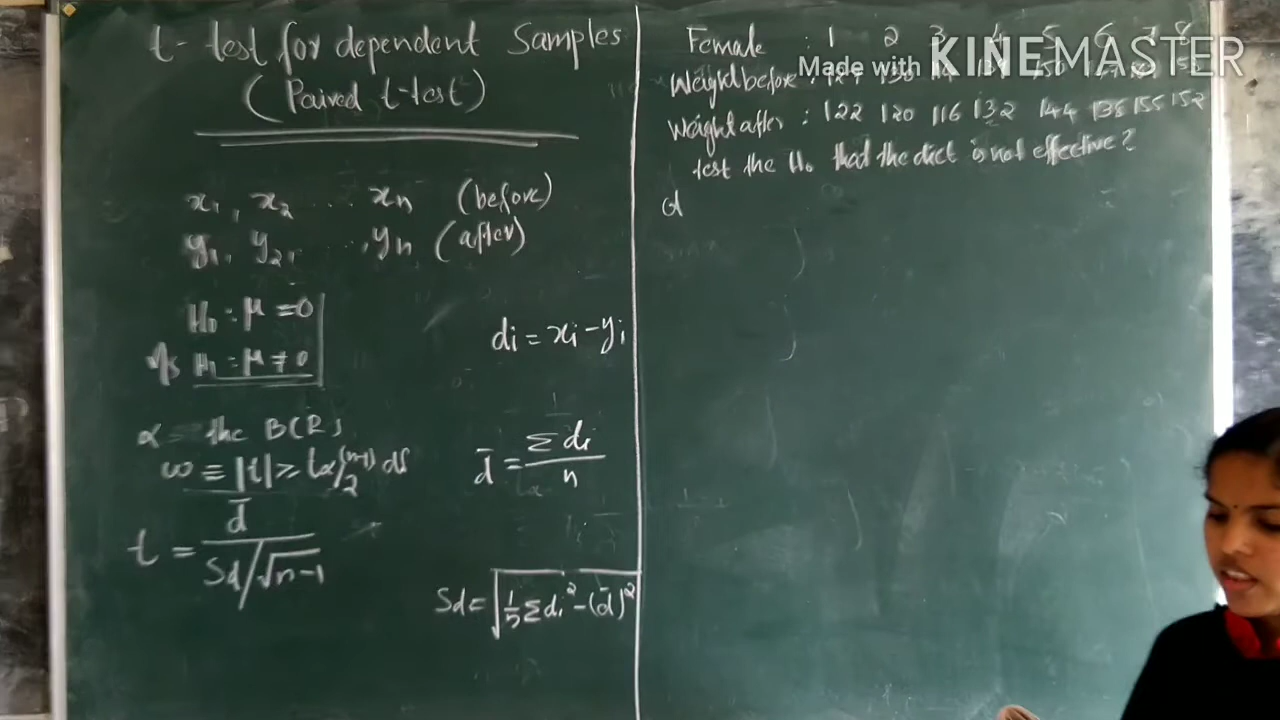 t-test for dependent Samples
(Paired t-test)
x₁, x₂ .... xn (before)
y₁, y₂, ...., yn (after)
H₀ : μ = 0
V/s H₁ : μ ≠ 0
di = xi - yi
α the BCR
ω ≡ |t| ≥ tα/2 (n-1) df
d̄ = Σdi / n
t = d̄ / Sd/√n-1
Sd = √ 1/n Σdi² - (d̄)²
Female : 1 2 3 4 5 6 7 8
Made with KINEMASTER
Weight before :
Weight after : 122 120 116 132 144 138 155 152
test the H₀ that the diet is not effective?
d